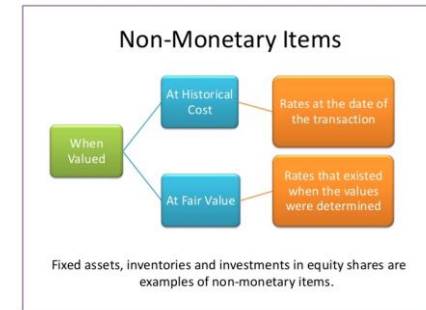 Non-Monetary Items
When
Valued
At Historical
Cost
Rates at the date of
the transaction
At Fair Value
Rates that existed
when the values
were determined
Fixed assets, inventories and investments in equity shares are
examples of non-monetary items.